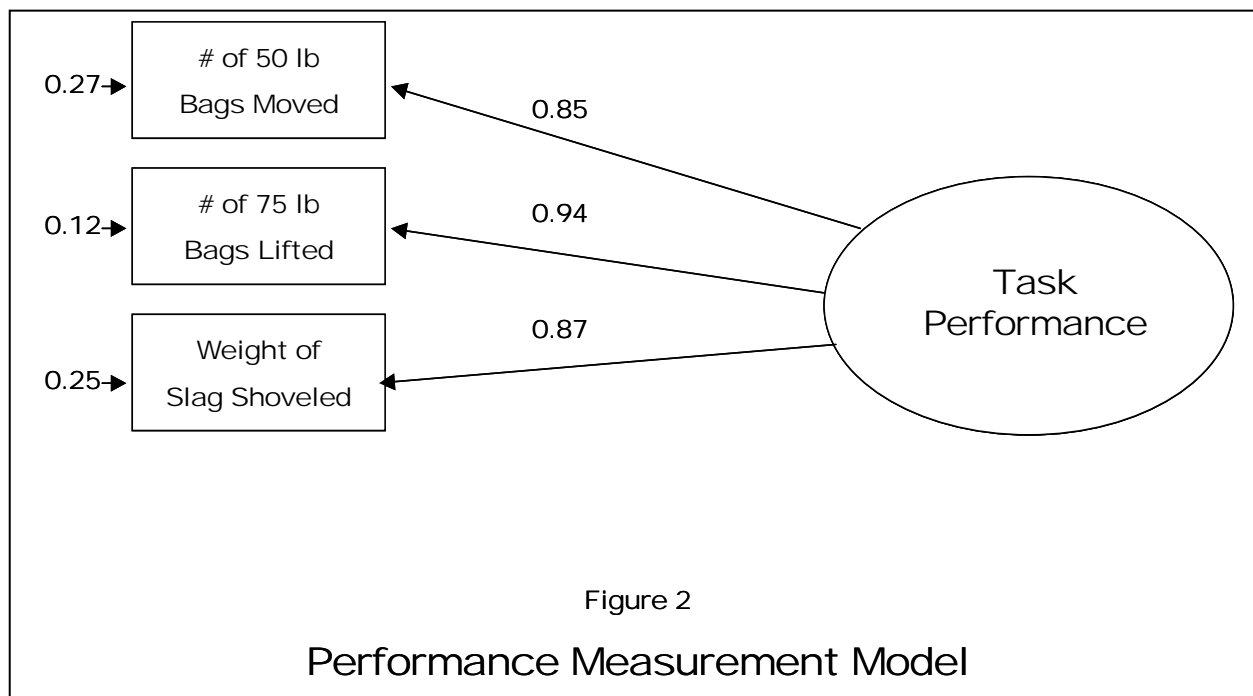 # of 50 lb
Bags Moved
0.27
0.85
# of 75 lb
Bags Lifted
0.12
0.94
Weight of
Slag Shoveled
0.25
0.87
Task
Performance
Figure 2
Performance Measurement Model